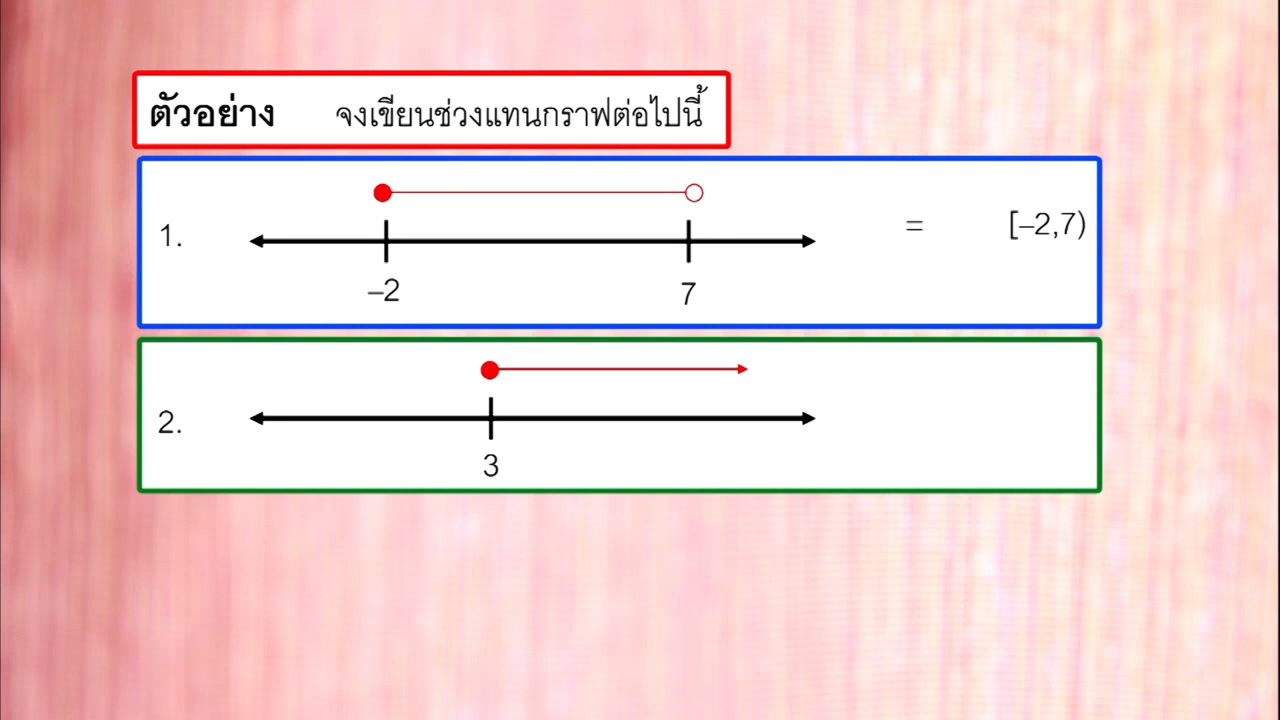 ตัวอย่าง จงเขียนช่วงแทนกราฟต่อไปนี้
1. = [–2,7)
–2 7
2.
3